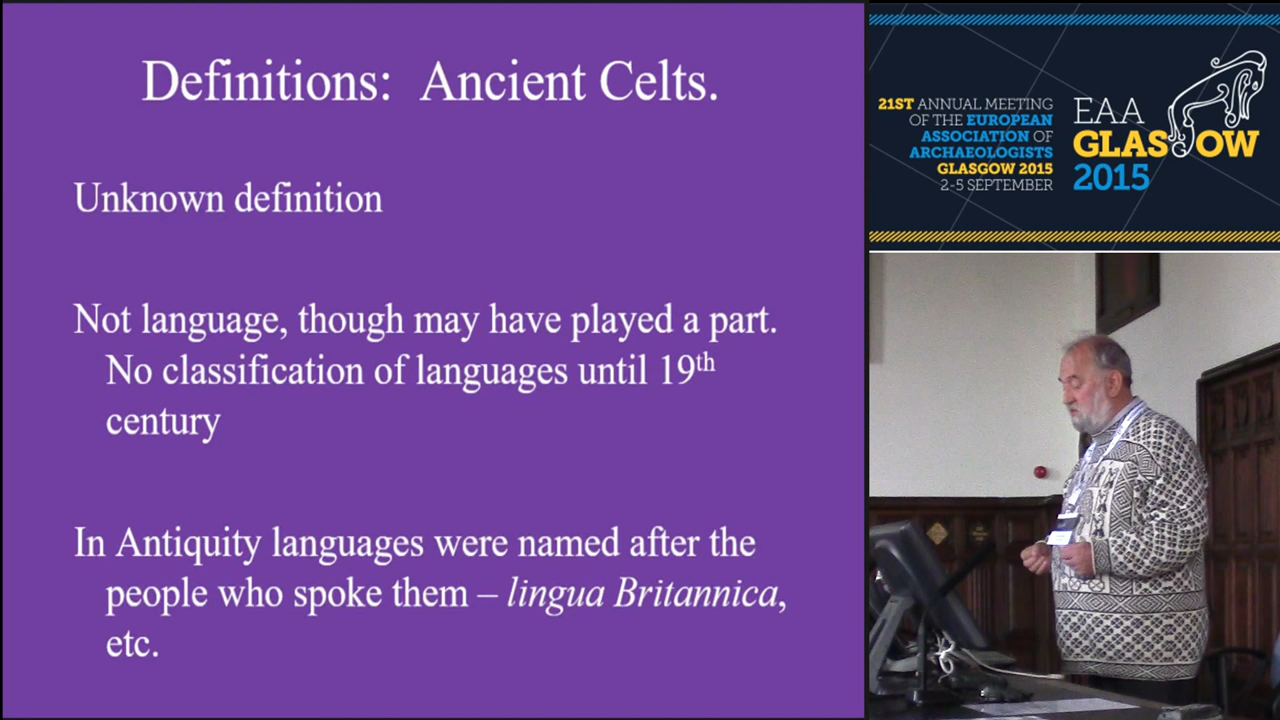 Definitions: Ancient Celts.
Unknown definition
Not language, though may have played a part.
No classification of languages until 19th
century
In Antiquity languages were named after the
people who spoke them – lingua Britannica,
etc.
21ST ANNUAL MEETING
OF THE EUROPEAN
ASSOCIATION OF
ARCHAEOLOGISTS
GLASGOW 2015
2-5 SEPTEMBER
EAA
GLASGOW
2015